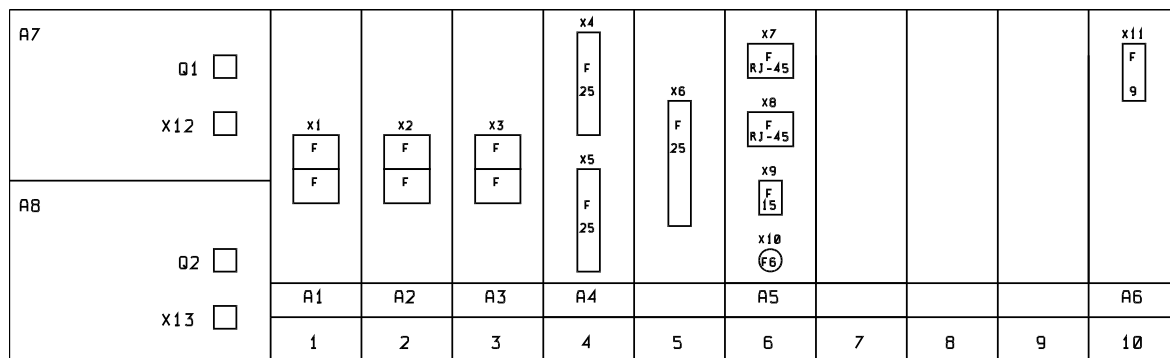 A7
Q1
X12
A8
Q2
X13
X1
F
F
X2
F
F
X3
F
F
X4
F
25
X5
F
25
X6
F
25
X7
F
RJ-45
X8
F
RJ-45
X9
F
15
X10
F6
X11
F
9
A1 A2 A3 A4 A5 A6
1 2 3 4 5 6 7 8 9 10